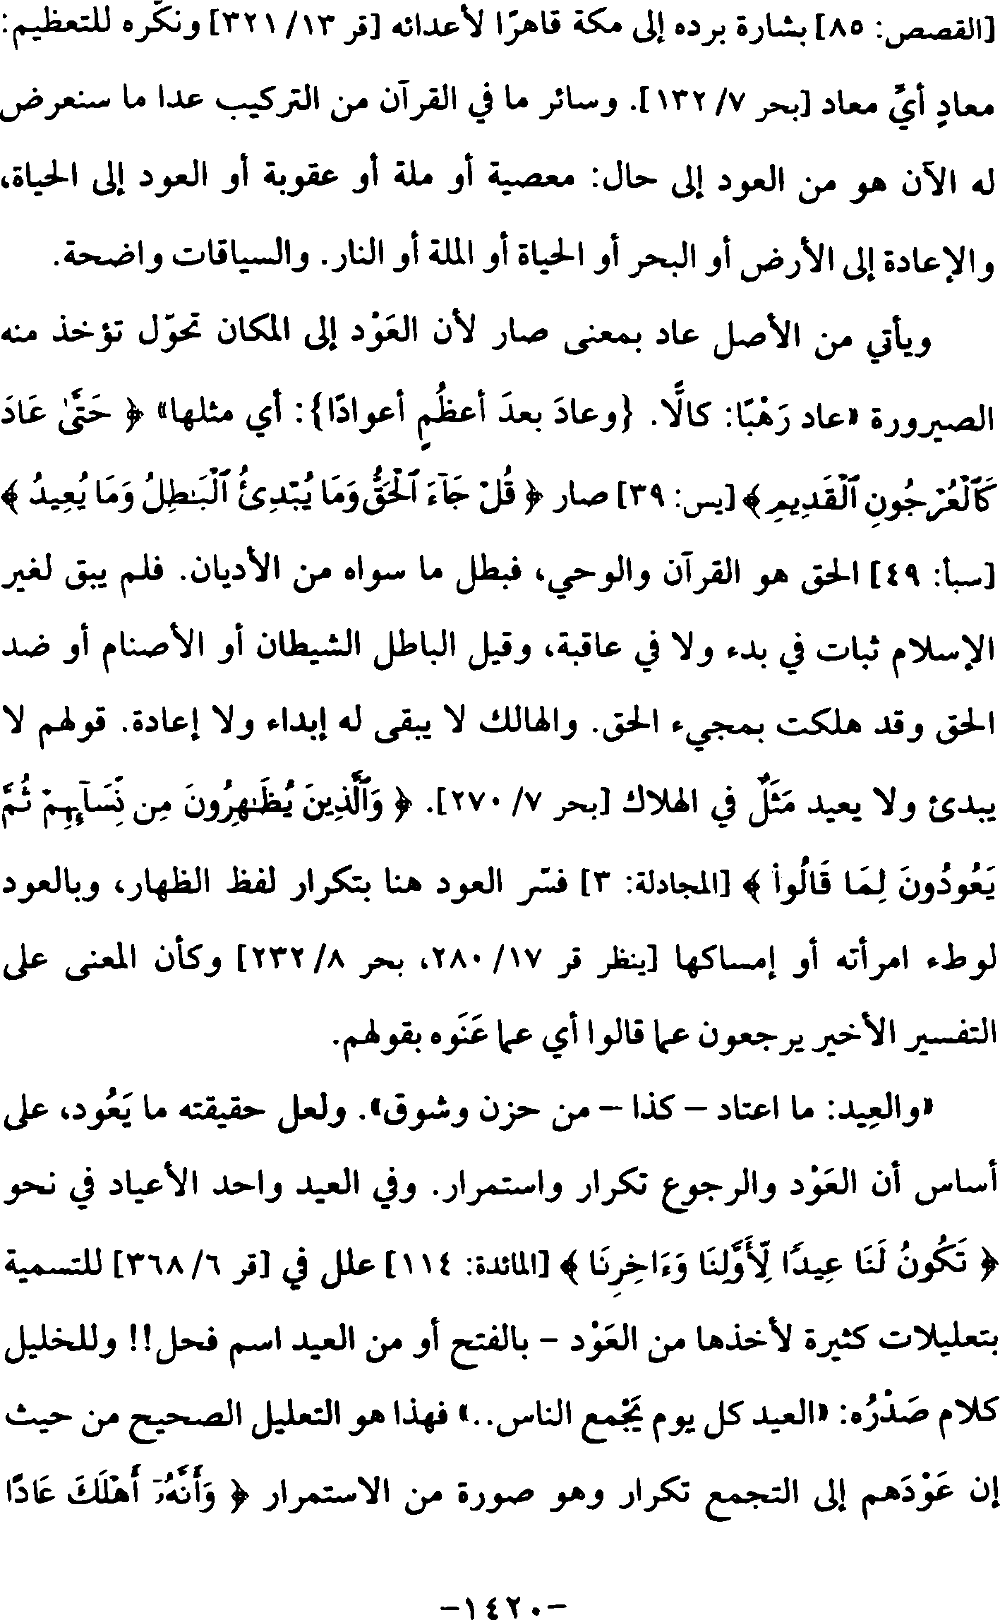 [القصص: ٨٥] بشارة برده إلى مكة قاهرًا لأعدائه [قر ١٣/ ٣٢١] ونكّره للتعظيم:
معادٍ أيِّ معاد [بحر ٧/ ١٣٢]. وسائر ما في القرآن من التركيب عدا ما سنعرض
له الآن هو من العود إلى حال: معصية أو ملة أو عقوبة أو العود إلى الحياة،
والإعادة إلى الأرض أو البحر أو الحياة أو الملة أو النار. والسياقات واضحة.
ويأتي من الأصل عاد بمعنى صار لأن العَوْد إلى المكان تحوّل تؤخذ منه
الصيرورة «عاد رَهْبًا: كالًّا. {وعادَ بعدَ أعظُمٍ أعوادًا}: أي مثلها» ﴿ حَتَّىٰ عَادَ
كَٱلْعُرْجُونِ ٱلْقَدِيمِ ﴾ [يس: ٣٩] صار ﴿ قُلْ جَآءَ ٱلْحَقُّ وَمَا يُبْدِئُ ٱلْبَـٰطِلُ وَمَا يُعِيدُ ﴾
[سبأ: ٤٩] الحق هو القرآن والوحي، فبطل ما سواه من الأديان. فلم يبق لغير
الإسلام ثبات في بدء ولا في عاقبة، وقيل الباطل الشيطان أو الأصنام أو ضد
الحق وقد هلكت بمجيء الحق. والهالك لا يبقى له إبداء ولا إعادة. قولهم لا
يبدئ ولا يعيد مَثَلٌ في الهلاك [بحر ٧/ ٢٧٠]. ﴿ وَٱلَّذِينَ يُظَـٰهِرُونَ مِن نِّسَآئِهِمْ ثُمَّ
يَعُودُونَ لِمَا قَالُوا۟ ﴾ [المجادلة: ٣] فسّر العود هنا بتكرار لفظ الظهار، وبالعود
لوطء امرأته أو إمساكها [ينظر قر ١٧/ ٢٨٠، بحر ٨/ ٢٣٢] وكأن المعنى على
التفسير الأخير يرجعون عما قالوا أي عما عَنَوه بقولهم.
«والعِيد: ما اعتاد – كذا – من حزن وشوق». ولعل حقيقته ما يَعُود، على
أساس أن العَوْد والرجوع تكرار واستمرار. وفي العيد واحد الأعياد في نحو
﴿ تَكُونُ لَنَا عِيدًا لِّأَوَّلِنَا وَءَاخِرِنَا ﴾ [المائدة: ١١٤] علل في [قر ٦/ ٣٦٨] للتسمية
بتعليلات كثيرة لأخذها من العَوْد – بالفتح أو من العيد اسم فحل!! وللخليل
كلام صَدْرُه: «العيد كل يوم يَجْمع الناس..» فهذا هو التعليل الصحيح من حيث
إن عَوْدَهم إلى التجمع تكرار وهو صورة من الاستمرار ﴿ وَأَنَّهُۥٓ أَهْلَكَ عَادًا
-١٤٢٠-